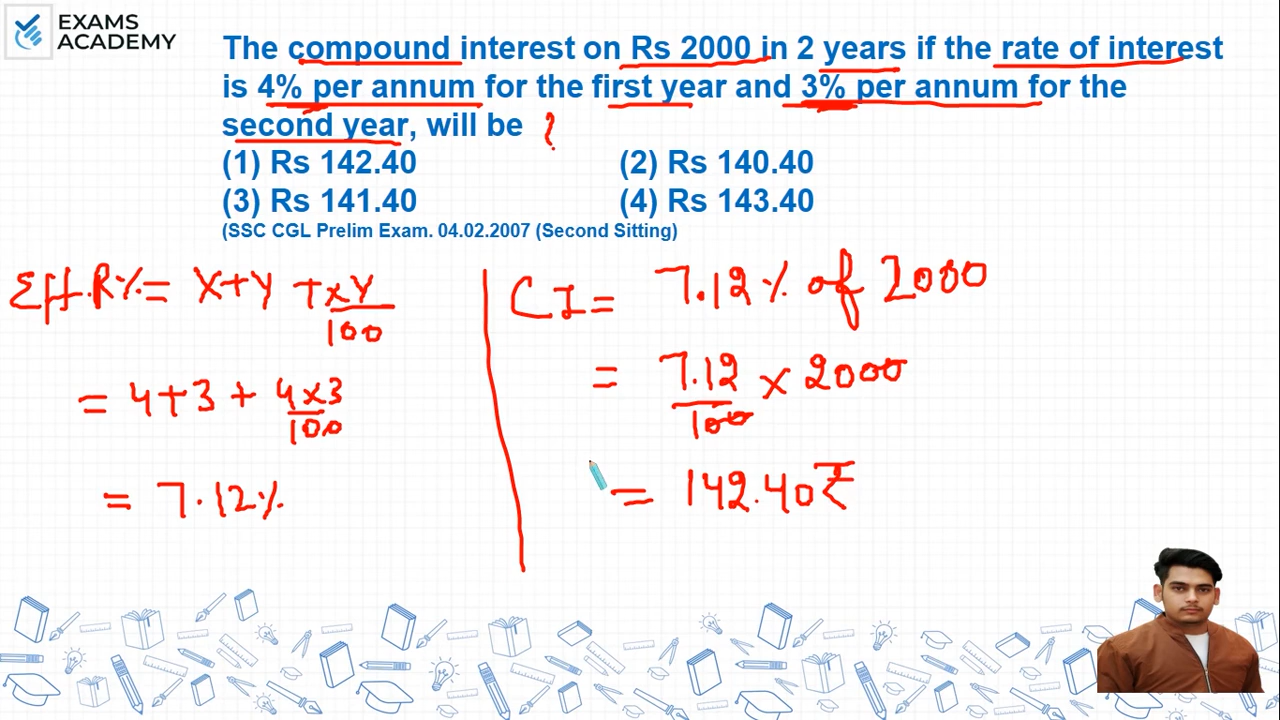 EXAMS
ACADEMY
The compound interest on Rs 2000 in 2 years if the rate of interest
is 4% per annum for the first year and 3% per annum for the
second year, will be ?
(1) Rs 142.40 (2) Rs 140.40
(3) Rs 141.40 (4) Rs 143.40
(SSC CGL Prelim Exam. 04.02.2007 (Second Sitting)
Eff.R% = X+Y + XY/100
= 4+3 + 4x3/100
= 7.12%
CI = 7.12% of 2000
= 7.12/100 x 2000
= 142.40₹